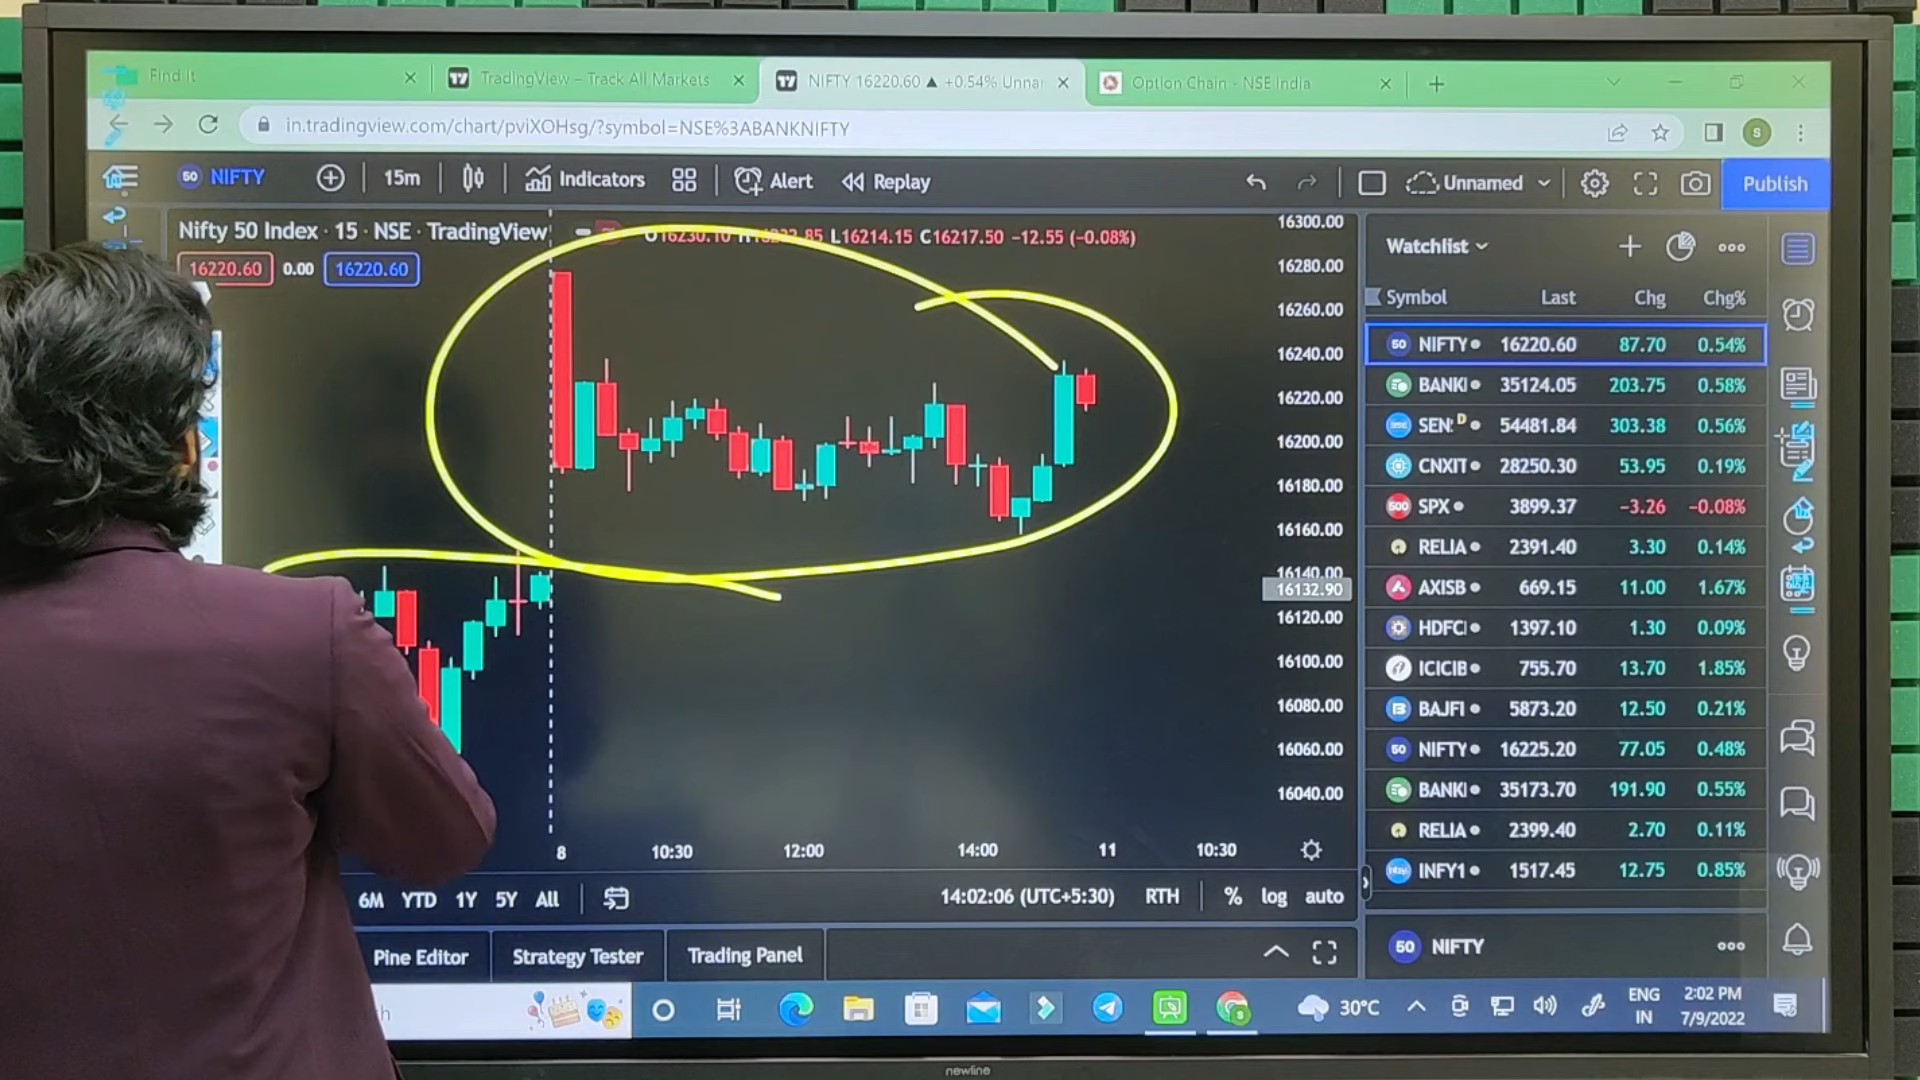 Find It
TradingView – Track All Markets
NIFTY 16220.60 ▲ +0.54% Unnar
Option Chain - NSE India
in.tradingview.com/chart/pviXOHsg/?symbol=NSE%3ABANKNIFTY
S
50 NIFTY
15m
Indicators
Alert
Replay
Unnamed
Publish
Nifty 50 Index · 15 · NSE · TradingView
L16214.15 C16217.50 −12.55 (−0.08%)
16220.60 0.00 16220.60
16300.00
16280.00
16260.00
16240.00
16220.00
16200.00
16180.00
16160.00
16140.00
16132.90
16120.00
16100.00
16080.00
16060.00
16040.00
8 10:30 12:00 14:00 11 10:30
6M YTD 1Y 5Y All
14:02:06 (UTC+5:30) RTH % log auto
Pine Editor Strategy Tester Trading Panel
Watchlist
Symbol Last Chg Chg%
50 NIFTY 16220.60 87.70 0.54%
BANKI 35124.05 203.75 0.58%
SEN: D 54481.84 303.38 0.56%
CNXIT 28250.30 53.95 0.19%
500 SPX 3899.37 −3.26 −0.08%
RELIA 2391.40 3.30 0.14%
AXISB 669.15 11.00 1.67%
HDFC 1397.10 1.30 0.09%
ICICIB 755.70 13.70 1.85%
BAJFI 5873.20 12.50 0.21%
50 NIFTY 16225.20 77.05 0.48%
BANKI 35173.70 191.90 0.55%
RELIA 2399.40 2.70 0.11%
INFY1 1517.45 12.75 0.85%
50 NIFTY
30°C
ENG
IN
2:02 PM
7/9/2022
newline